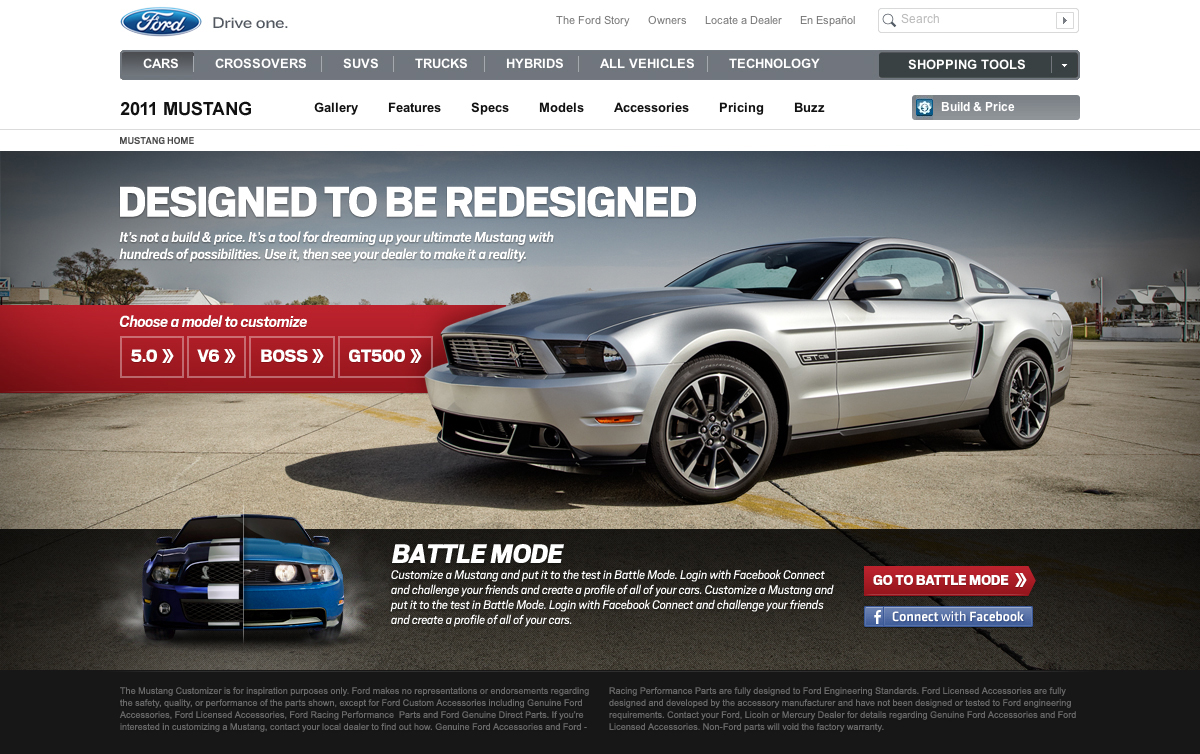 Ford Drive one.
The Ford Story Owners Locate a Dealer En Español Search
CARS CROSSOVERS SUVS TRUCKS HYBRIDS ALL VEHICLES TECHNOLOGY SHOPPING TOOLS
2011 MUSTANG Gallery Features Specs Models Accessories Pricing Buzz Build & Price
MUSTANG HOME
DESIGNED TO BE REDESIGNED
It's not a build & price. It's a tool for dreaming up your ultimate Mustang with
hundreds of possibilities. Use it, then see your dealer to make it a reality.
Choose a model to customize
5.0 » V6 » BOSS » GT500 »
GT CS
BATTLE MODE
Customize a Mustang and put it to the test in Battle Mode. Login with Facebook Connect
and challenge your friends and create a profile of all of your cars. Customize a Mustang and
put it to the test in Battle Mode. Login with Facebook Connect and challenge your friends
and create a profile of all of your cars.
GO TO BATTLE MODE »
f Connect with Facebook
The Mustang Customizer is for inspiration purposes only. Ford makes no representations or endorsements regarding
the safety, quality, or performance of the parts shown, except for Ford Custom Accessories including Genuine Ford
Accessories, Ford Licensed Accessories, Ford Racing Performance Parts and Ford Genuine Direct Parts. If you're
interested in customizing a Mustang, contact your local dealer to find out how. Genuine Ford Accessories and Ford -
Racing Performance Parts are fully designed to Ford Engineering Standards. Ford Licensed Accessories are fully
designed and developed by the accessory manufacturer and have not been designed or tested to Ford engineering
requirements. Contact your Ford, Licoln or Mercury Dealer for details regarding Genuine Ford Accessories and Ford
Licensed Accessories. Non-Ford parts will void the factory warranty.